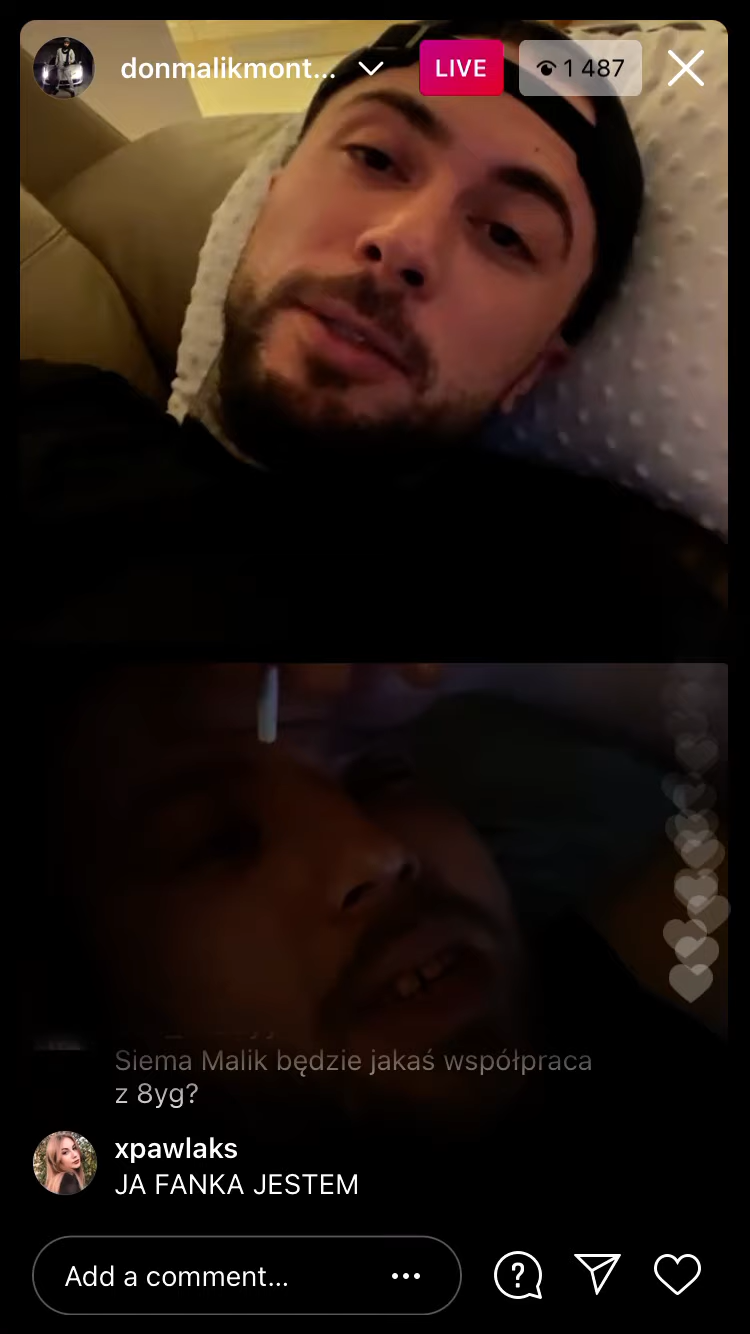 donmalikmont...
LIVE
1 487
Siema Malik będzie jakaś współpraca
z 8yg?
xpawlaks
JA FANKA JESTEM
Add a comment...